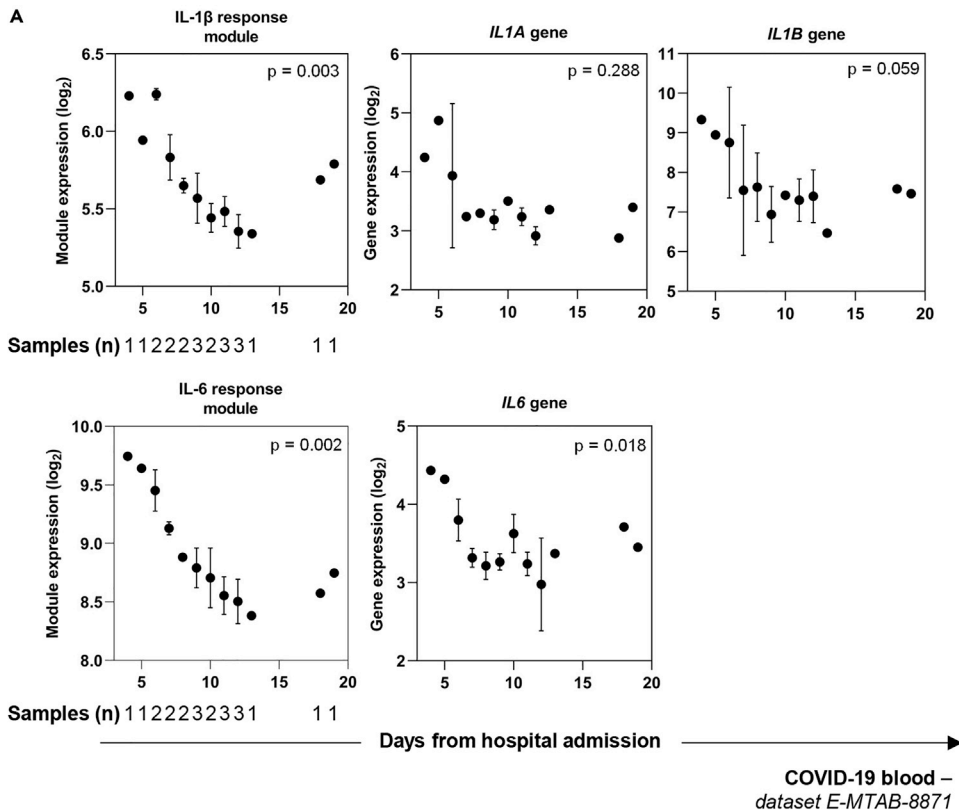 A
IL-1β response
module
p = 0.003
Module expression (log2)
6.5
6.0
5.5
5.0
5
10
15
20
IL1A gene
p = 0.288
Gene expression (log2)
6
5
4
3
2
5
10
15
20
IL1B gene
p = 0.059
11
10
9
8
7
6
5
5
10
15
20
Samples (n) 1 1 2 2 2 3 2 3 3 1 1 1
IL-6 response
module
p = 0.002
Module expression (log2)
10.0
9.5
9.0
8.5
8.0
5
10
15
20
IL6 gene
p = 0.018
Gene expression (log2)
5
4
3
2
5
10
15
20
Samples (n) 1 1 2 2 2 3 2 3 3 1 1 1
Days from hospital admission
COVID-19 blood –
dataset E-MTAB-8871